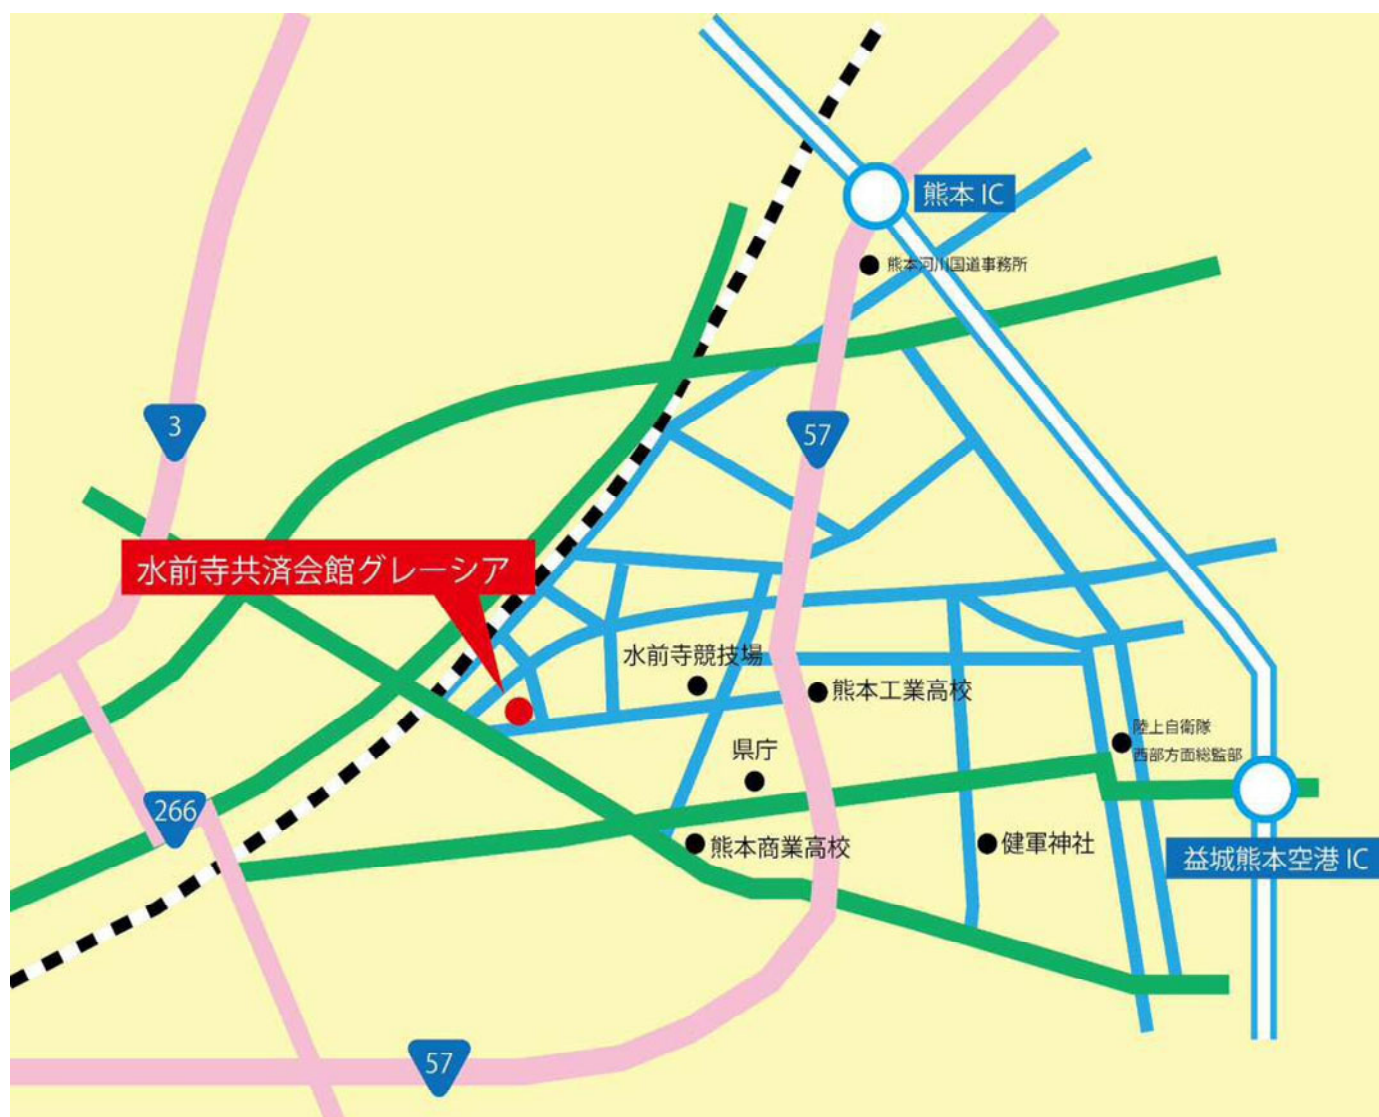 熊本 IC
熊本河川国道事務所
3
57
水前寺共済会館グレーシア
水前寺競技場
熊本工業高校
陸上自衛隊
西部方面総監部
県庁
266
熊本商業高校
健軍神社
益城熊本空港 IC
57